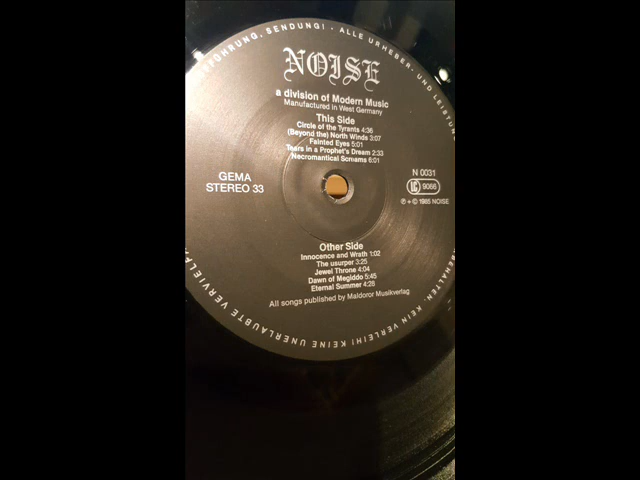 FÜHRUNG, SENDUNG! · ALLE URHEBER- UND LEISTUNG
NOISE
a division of Modern Music
Manufactured in West Germany
This Side
Circle of the Tyrants 4:36
(Beyond the) North Winds 3:07
Fainted Eyes 5:01
Tears in a Prophet's Dream 2:33
Necromantical Scrnams 6:01
GEMA
STEREO 33
N 0031
LC 9066
℗ + © 1985 NOISE
Other Side
Innocence and Wrath 1:02
The usurper 3:25
Jewel Throne 4:04
Dawn of Megiddo 5:45
Eternal Summer 4:28
All songs published by Maldoror Musikverlag
BEHALTEN. KEIN VERLEIH! KEINE UNERLAUBTE VERVIELF